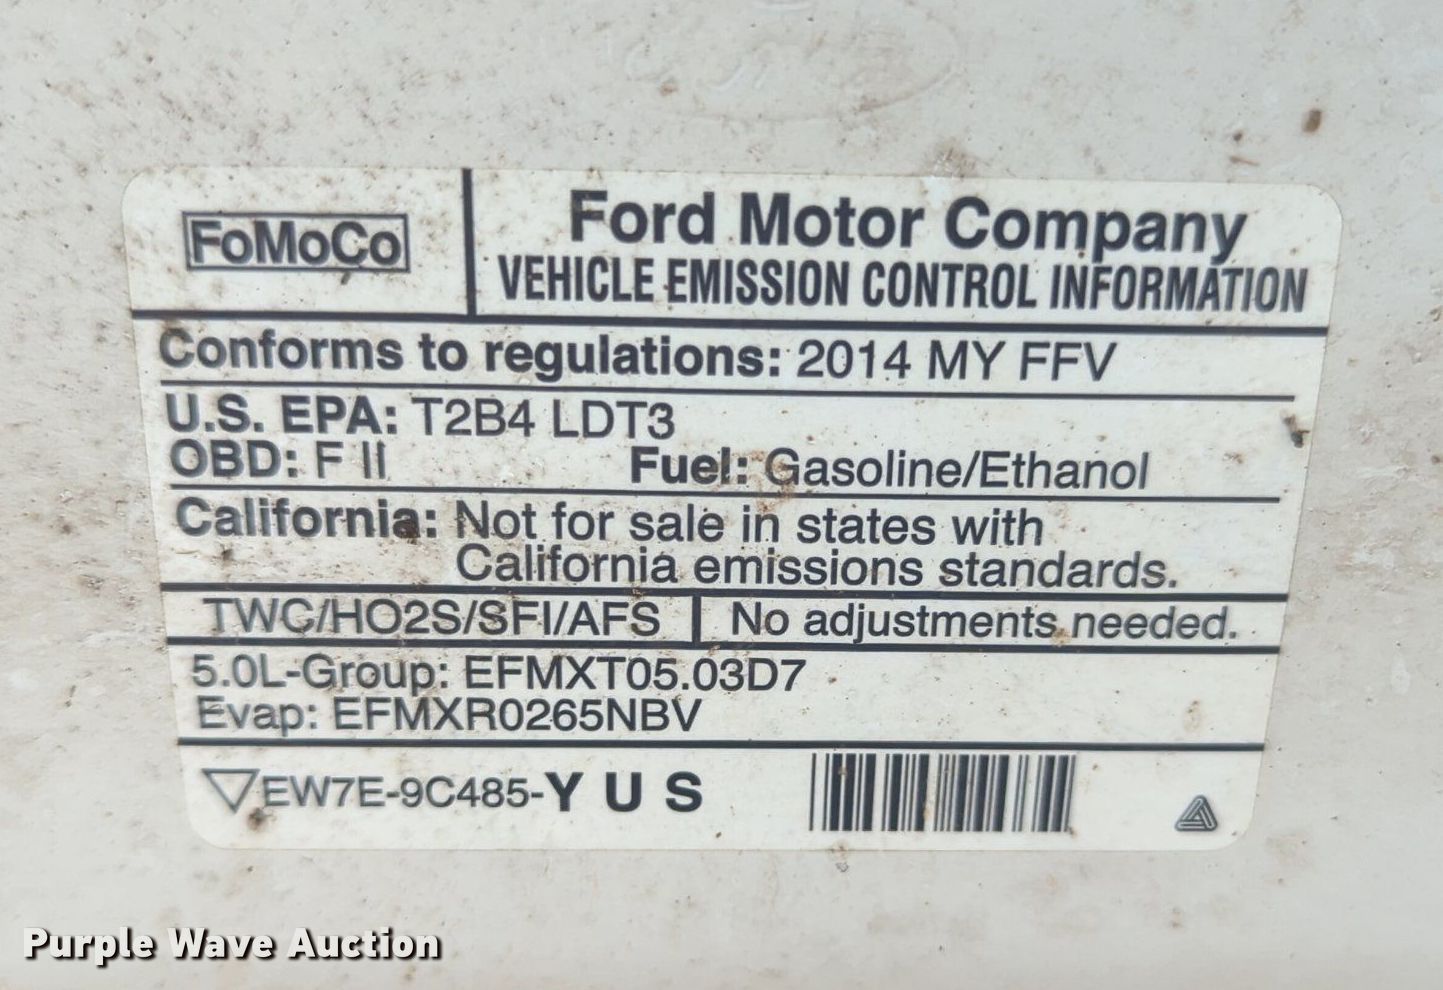 FoMoCo
Ford Motor Company
VEHICLE EMISSION CONTROL INFORMATION
Conforms to regulations: 2014 MY FFV
U.S. EPA: T2B4 LDT3
OBD: F II Fuel: Gasoline/Ethanol
California: Not for sale in states with
California emissions standards.
TWC/HO2S/SFI/AFS No adjustments needed.
5.0L-Group: EFMXT05.03D7
Evap: EFMXR0265NBV
EW7E-9C485-Y U S
Purple Wave Auction